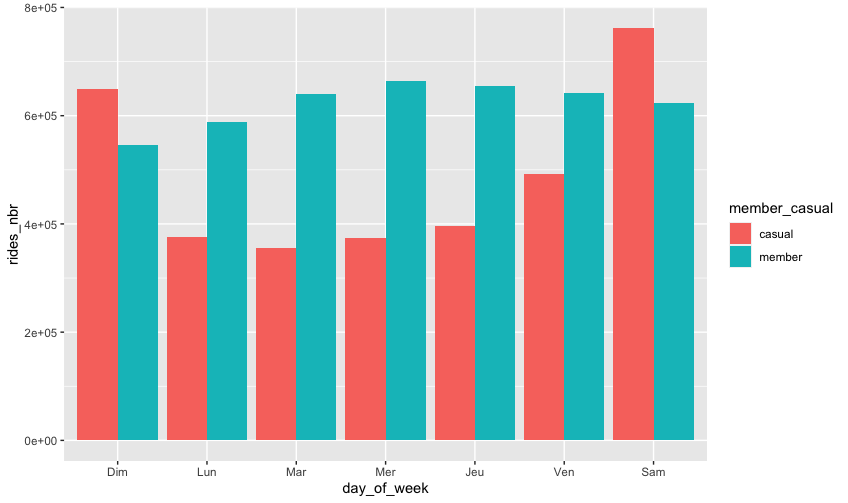 8e+05
6e+05
4e+05
2e+05
0e+00
rides_nbr
Dim Lun Mar Mer Jeu Ven Sam
day_of_week
member_casual
casual
member